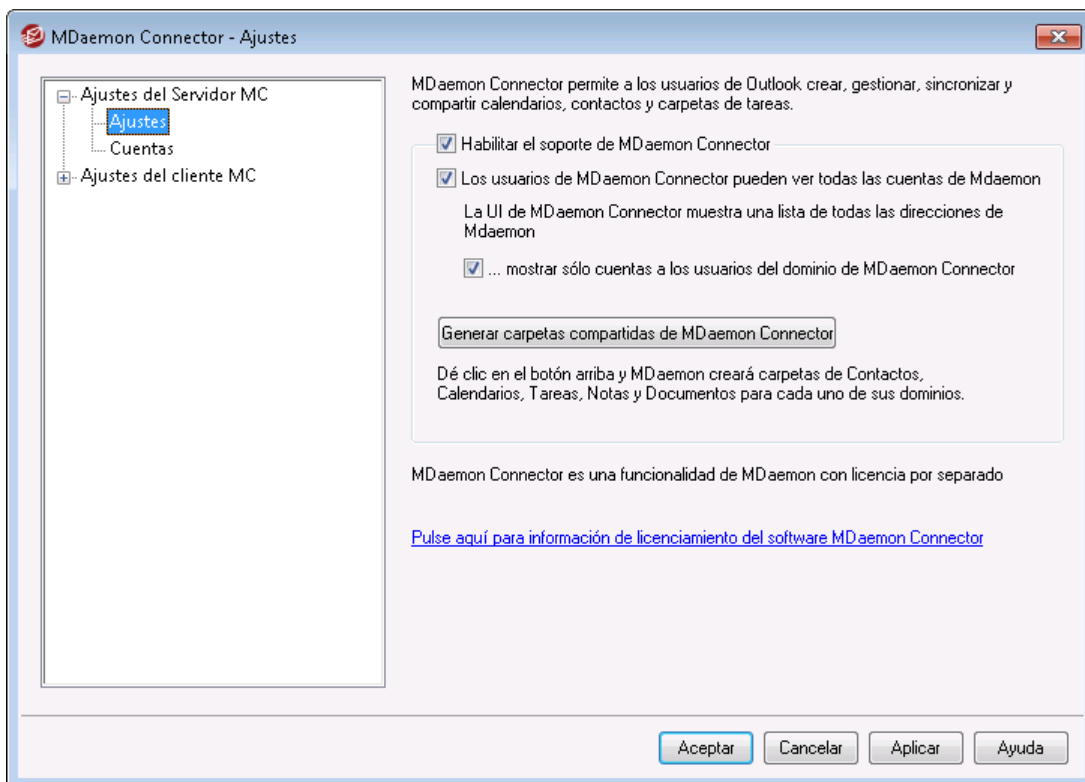 MDaemon Connector - Ajustes
Ajustes del Servidor MC
Ajustes
Cuentas
Ajustes del cliente MC
MDaemon Connector permite a los usuarios de Outlook crear, gestionar, sincronizar y
compartir calendarios, contactos y carpetas de tareas.
Habilitar el soporte de MDaemon Connector
Los usuarios de MDaemon Connector pueden ver todas las cuentas de Mdaemon
La UI de MDaemon Connector muestra una lista de todas las direcciones de
Mdaemon
... mostrar sólo cuentas a los usuarios del dominio de MDaemon Connector
Generar carpetas compartidas de MDaemon Connector
Dé clic en el botón arriba y MDaemon creará carpetas de Contactos,
Calendarios, Tareas, Notas y Documentos para cada uno de sus dominios.
MDaemon Connector es una funcionalidad de MDaemon con licencia por separado
Pulse aquí para información de licenciamiento del software MDaemon Connector
Aceptar
Cancelar
Aplicar
Ayuda